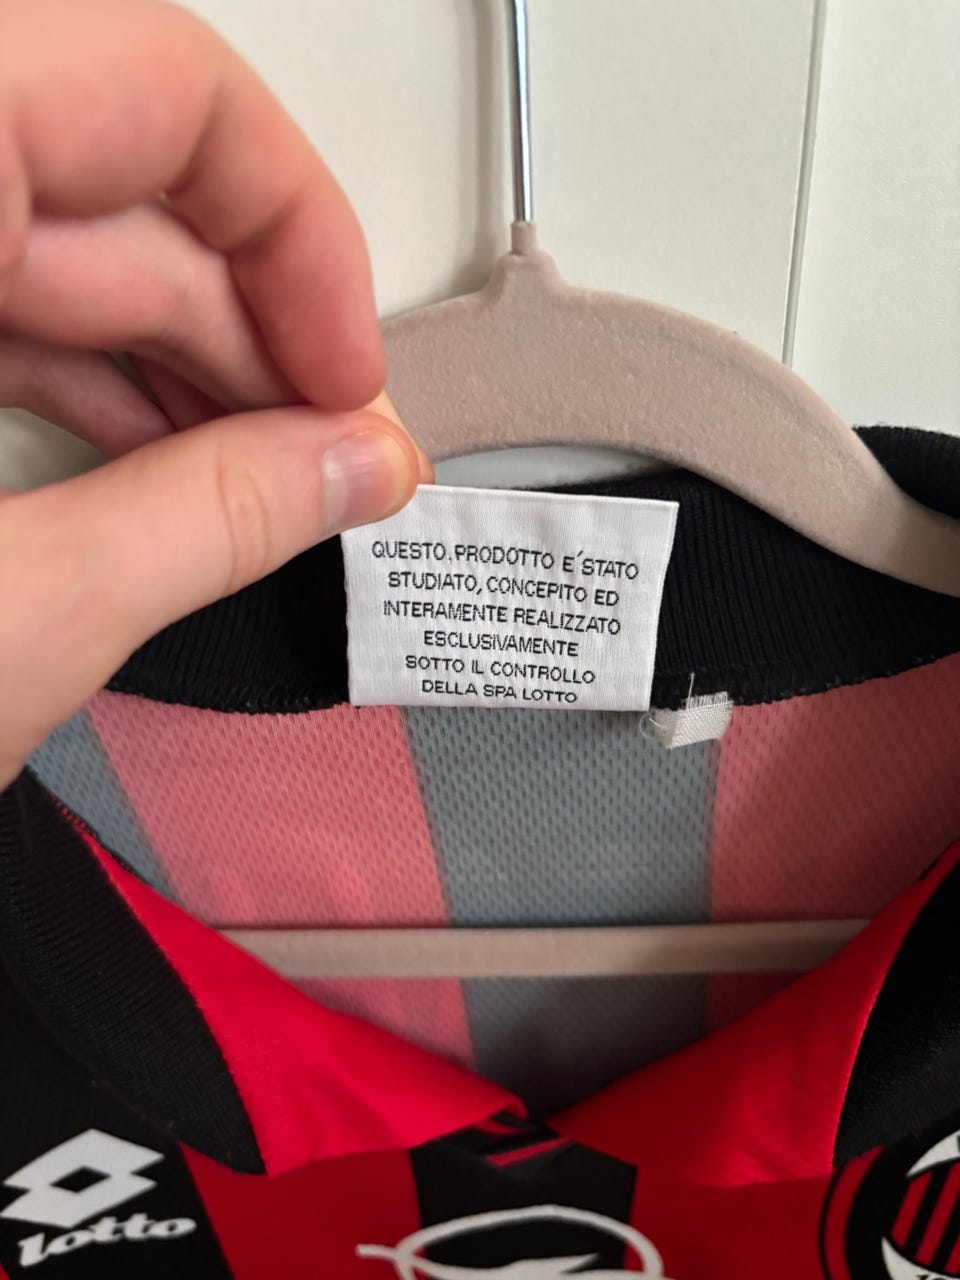 QUESTO, PRODOTTO E´STATO
STUDIATO, CONCEPITO ED
INTERAMENTE REALIZZATO
ESCLUSIVAMENTE
SOTTO IL CONTROLLO
DELLA SPA LOTTO
lotto